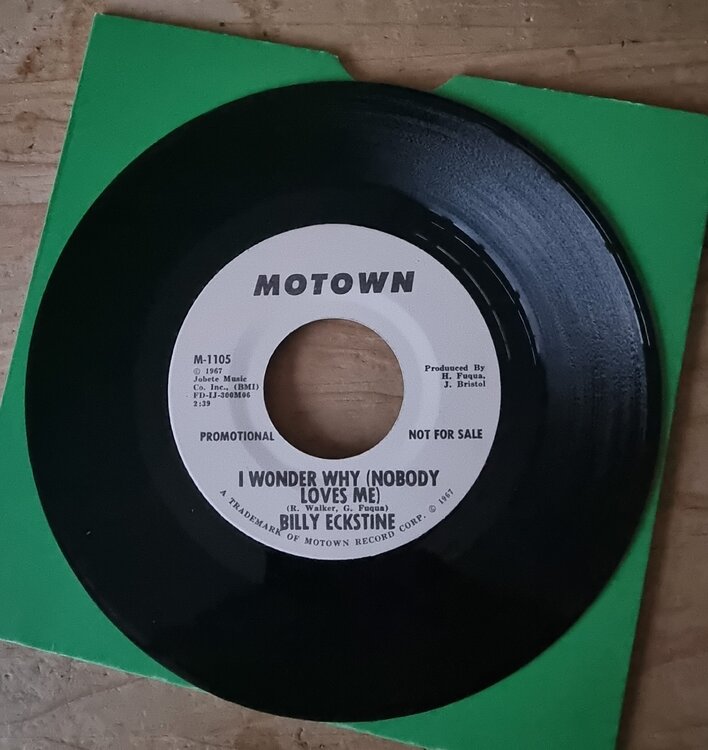 MOTOWN
M-1105
© 1967
Jobete Music
Co. Inc., (BMI)
FD-IJ-300M06
2:39
Produuced By
H. Fuqua,
J. Bristol
PROMOTIONAL
NOT FOR SALE
I WONDER WHY (NOBODY
LOVES ME)
(R. Walker, G. Fuqua)
BILLY ECKSTINE
A TRADEMARK OF MOTOWN RECORD CORP. © 1967